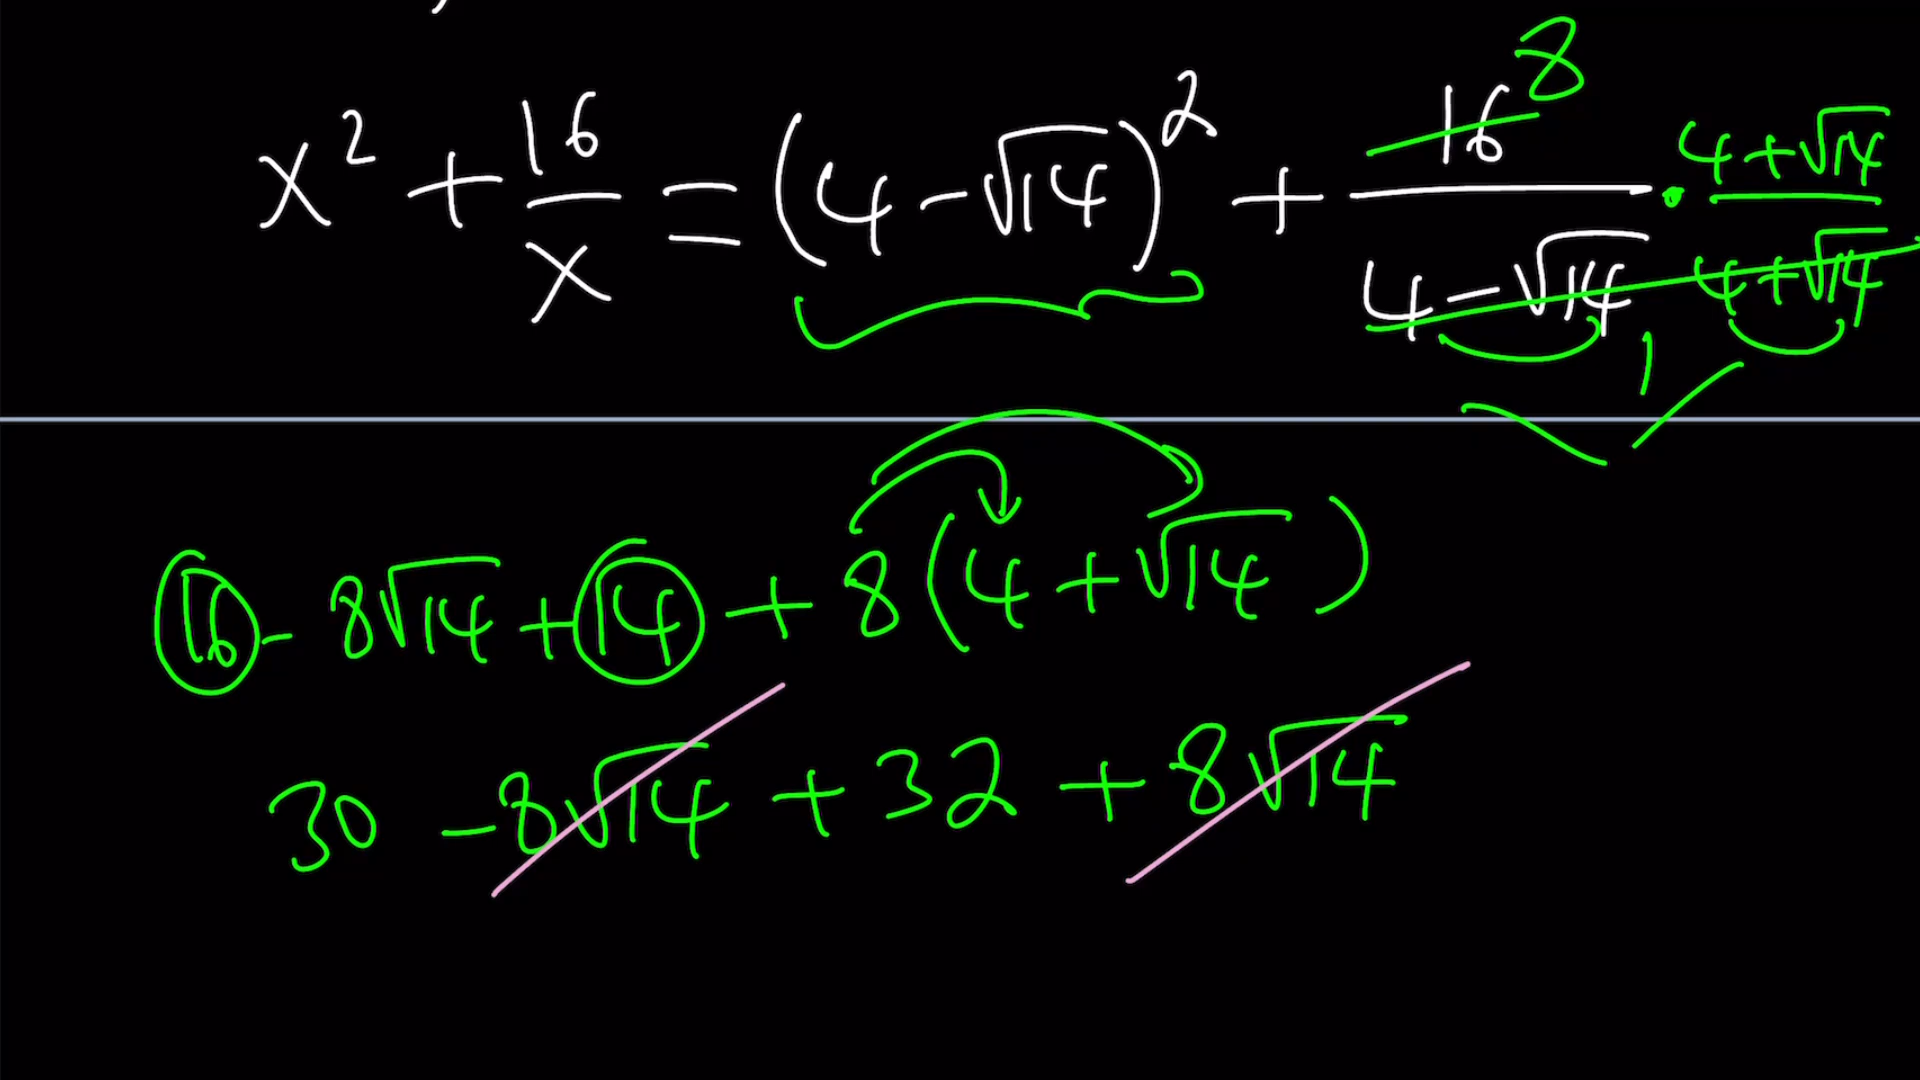 x² + 16/x = (4 - √14)² + 16/(4 - √14) · (4 + √14)/(4 + √14)
8
1
16 - 8√14 + 14 + 8(4 + √14)
30 - 8√14 + 32 + 8√14